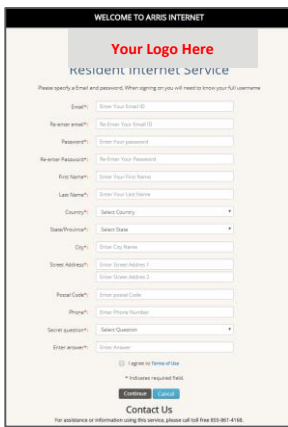 WELCOME TO ARRIS INTERNET
Your Logo Here
Resident Internet Service
Please specify a Email and password. When signing on you will need to know your full username
Email*: Enter Your Email ID
Re-enter email*: Re-Enter Your Email ID
Password*: Enter Your password
Re-enter Password*: Re-Enter Your Password
First Name*: Enter Your First Name
Last Name*: Enter Your Last Name
Country*: Select Country
State/Province*: Select State
City*: Enter City Name
Street Address*: Enter Street Addres 1
Enter Street Addres 2
Postal Code*: Enter postal Code
Phone*: Enter Phone Number
Secret question*: Select Question
Enter answer*: Enter Answer
I agree to Terms of Use
* Indicates required field.
Continue Cancel
Contact Us
For assistance or information using this service, please call toll free 855-861-4168.